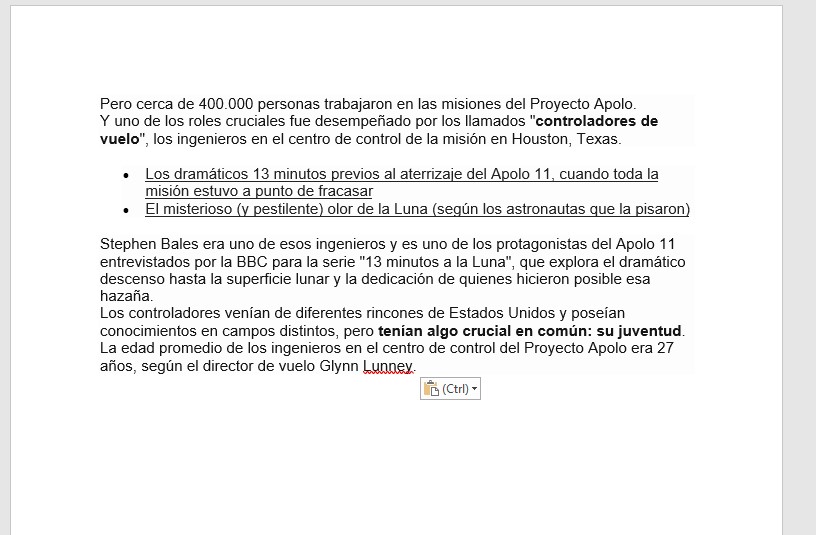 Pero cerca de 400.000 personas trabajaron en las misiones del Proyecto Apolo.
Y uno de los roles cruciales fue desempeñado por los llamados "controladores de
vuelo", los ingenieros en el centro de control de la misión en Houston, Texas.
• Los dramáticos 13 minutos previos al aterrizaje del Apolo 11, cuando toda la
misión estuvo a punto de fracasar
• El misterioso (y pestilente) olor de la Luna (según los astronautas que la pisaron)
Stephen Bales era uno de esos ingenieros y es uno de los protagonistas del Apolo 11
entrevistados por la BBC para la serie "13 minutos a la Luna", que explora el dramático
descenso hasta la superficie lunar y la dedicación de quienes hicieron posible esa
hazaña.
Los controladores venían de diferentes rincones de Estados Unidos y poseían
conocimientos en campos distintos, pero tenían algo crucial en común: su juventud.
La edad promedio de los ingenieros en el centro de control del Proyecto Apolo era 27
años, según el director de vuelo Glynn Lunney.
(Ctrl)